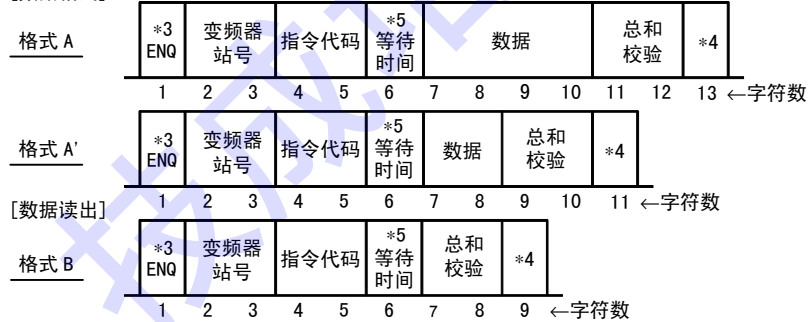 格式 A
*3 ENQ 变频器站号 指令代码 *5 等待时间 数据 总和校验 *4
1 2 3 4 5 6 7 8 9 10 11 12 13 ←字符数
格式 A'
*3 ENQ 变频器站号 指令代码 *5 等待时间 数据 总和校验 *4
1 2 3 4 5 6 7 8 9 10 11 ←字符数
[数据读出]
格式 B
*3 ENQ 变频器站号 指令代码 *5 等待时间 总和校验 *4
1 2 3 4 5 6 7 8 9 ←字符数
技成